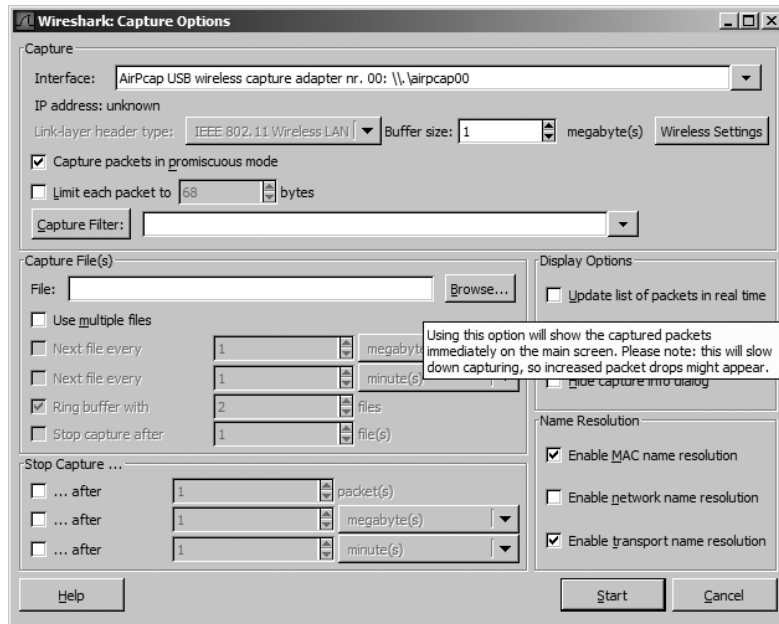 Wireshark: Capture Options
Capture
Interface: AirPcap USB wireless capture adapter nr. 00: \\.\airpcap00
IP address: unknown
Link-layer header type: IEEE 802.11 Wireless LAN Buffer size: 1 megabyte(s) Wireless Settings
Capture packets in promiscuous mode
Limit each packet to 68 bytes
Capture Filter:
Capture File(s)
File: Browse...
Use multiple files
Next file every 1 megabyte
Next file every 1 minute(s)
Ring buffer with 2 files
Stop capture after 1 file(s)
Display Options
Update list of packets in real time
Using this option will show the captured packets
immediately on the main screen. Please note: this will slow
down capturing, so increased packet drops might appear.
Hide capture info dialog
Name Resolution
Enable MAC name resolution
Enable network name resolution
Enable transport name resolution
Stop Capture ...
... after 1 packet(s)
... after 1 megabyte(s)
... after 1 minute(s)
Help Start Cancel